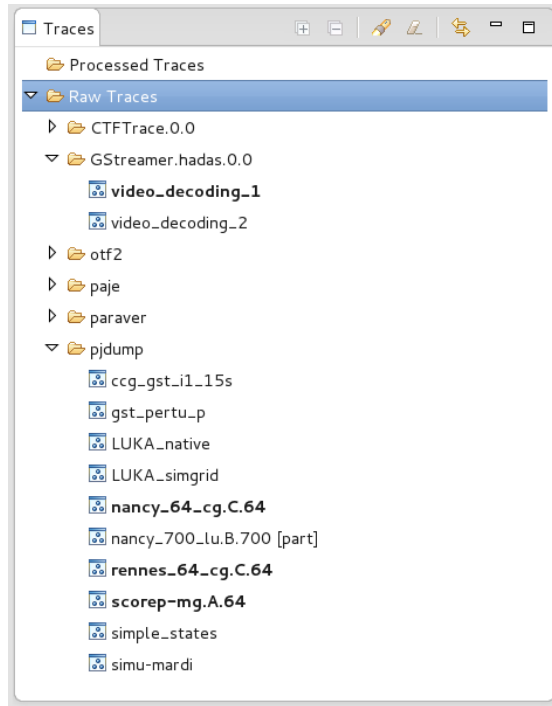 Traces
Processed Traces
Raw Traces
CTFTrace.0.0
GStreamer.hadas.0.0
video_decoding_1
video_decoding_2
otf2
paje
paraver
pjdump
ccg_gst_i1_15s
gst_pertu_p
LUKA_native
LUKA_simgrid
nancy_64_cg.C.64
nancy_700_lu.B.700 [part]
rennes_64_cg.C.64
scorep-mg.A.64
simple_states
simu-mardi